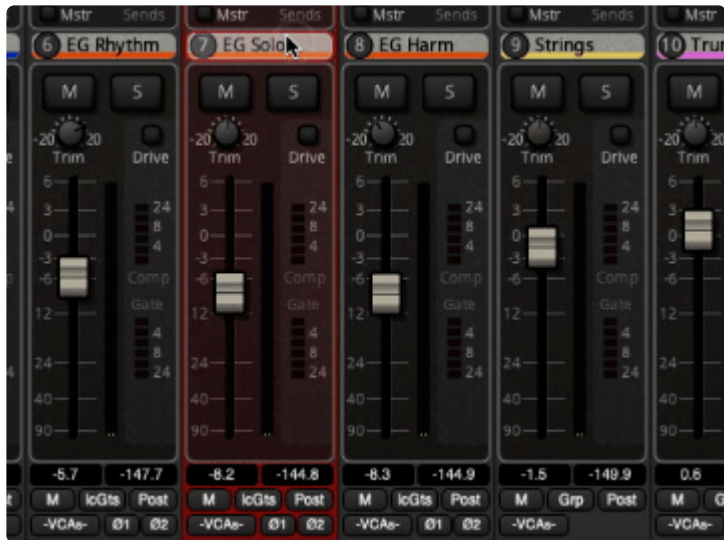 Mstr Sends Mstr Sends Mstr Sends Mstr Sends Mstr
6 EG Rhythm 7 EG Solo 8 EG Harm 9 Strings 10
M S M S M S M S M
-20 20 -20 20 -20 20 -20 20 -20
Trim Drive Trim Drive Trim Drive Trim Drive Trim
6 6 6 6 6
3 24 3 24 3 24 3 24 3
0 8 0 8 0 8 0 8 0
-3 4 -3 4 -3 4 -3 4 -3
-6 Comp -6 Comp -6 Comp -6 Comp -6
Gate Gate Gate Gate
12 4 12 4 12 4 12 4 12
8 8 8 8
24 24 24 24 24 24 24 24 24
40 40 40 40 40
90 90 90 90 90
-5.7 -147.7 -8.2 -144.8 -8.3 -144.9 -1.5 -149.9 0.6
M IcGts Post M IcGts Post M IcGts Post M Grp Post M
-VCAs- Ø1 Ø2 -VCAs- Ø1 Ø2 -VCAs- Ø1 Ø2 -VCAs- -VCAs-